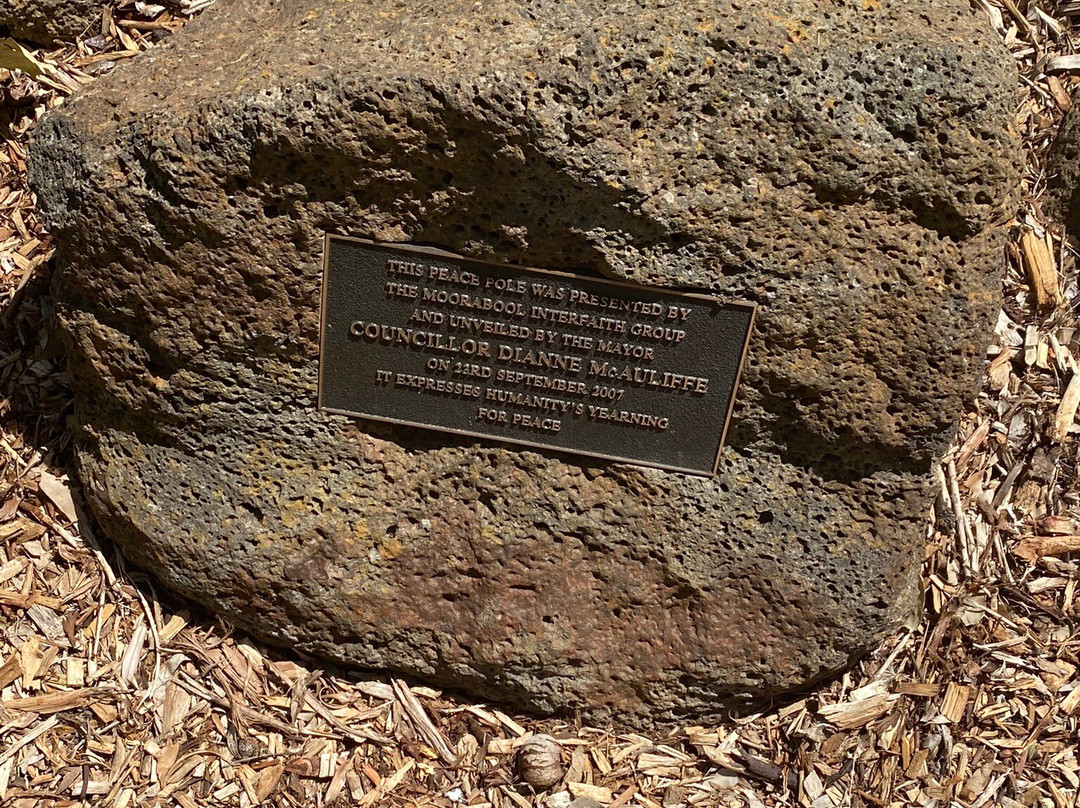 THIS PEACE POLE WAS PRESENTED BY
THE MOORABOOL INTERFAITH GROUP
AND UNVEILED BY THE MAYOR
COUNCILLOR DIANNE McAULIFFE
ON 23RD SEPTEMBER 2007
IT EXPRESSES HUMANITY'S YEARNING
FOR PEACE